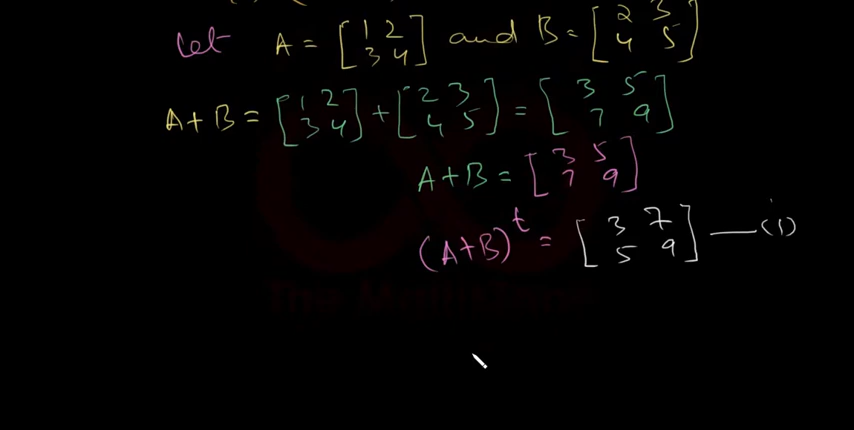 Let A = [1 2 3 4] and B = [2 3 4 5]
A+B = [1 2 3 4] + [2 3 4 5] = [3 5 7 9]
A+B = [3 5 7 9]
(A+B)^t = [3 7 5 9] —(1)